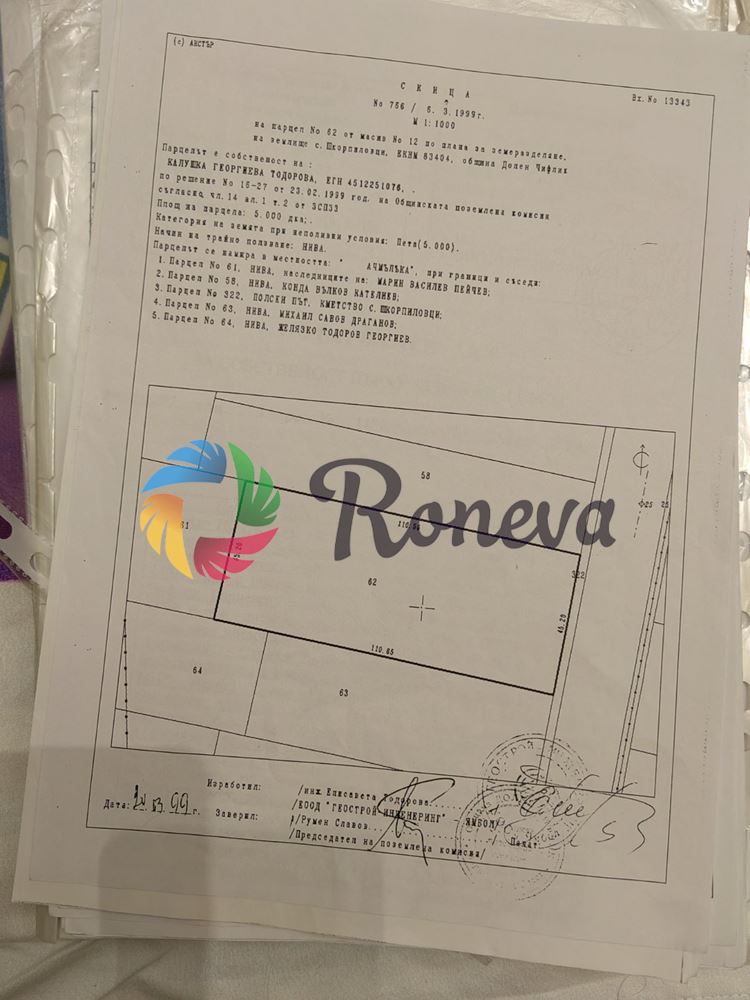 (c) АНСТЪР
Вх.No 13343
С К И Ц А
No 756 / 6. 3.1999г.
М 1:1000
на парцел No 62 от масив No 12 по плана за земеразделяне,
на землище с.Шкорпиловци, ЕКНМ 83404, община Долен Чифлик
Парцелът е собственост на :
КАЛУШКА ГЕОРГИЕВА ТОДОРОВА, ЕГН 4512251076, .
по решение No 15-27 от 23.02.1999 год. на Общинската поземлена комисия
съгласно чл.14 ал.1 т.2 от ЗСПЗЗ
Площ на парцела: 5.000 дка;.
Категория на земята при неполивни условия: Пета(5.000).
Начин на трайно ползване: НИВА.
Парцелът се намира в местността: " АЧМЪЛЪКА", при граници и съседи:
1.Парцел No 61, НИВА, наследниците на: МАРИН ВАСИЛЕВ ПЕЙЧЕВ;
2.Парцел No 58, НИВА, КОНДА ВЪЛКОВ КАТЕЛИЕВ;
3.Парцел No 322, ПОЛСКИ ПЪТ, КМЕТСТВО С.ШКОРПИЛОВЦИ;
4.Парцел No 63, НИВА, МИХАИЛ САВОВ ДРАГАНОВ;
5.Парцел No 64, НИВА, ЖЕЛЯЗКО ТОДОРОВ ГЕОРГИЕВ.
58
Roneva
25
61
62
322
45.20
110.65
64
63
Изработил: /инж.Елисавета Тодорова
/ЕООД "ГЕОСТРОЙ ИНЖЕНЕРИНГ" - ЯМБОЛ/
Дата: г. Заверил: /Румен Славов
/Председател на поземлена комисия/ Печат